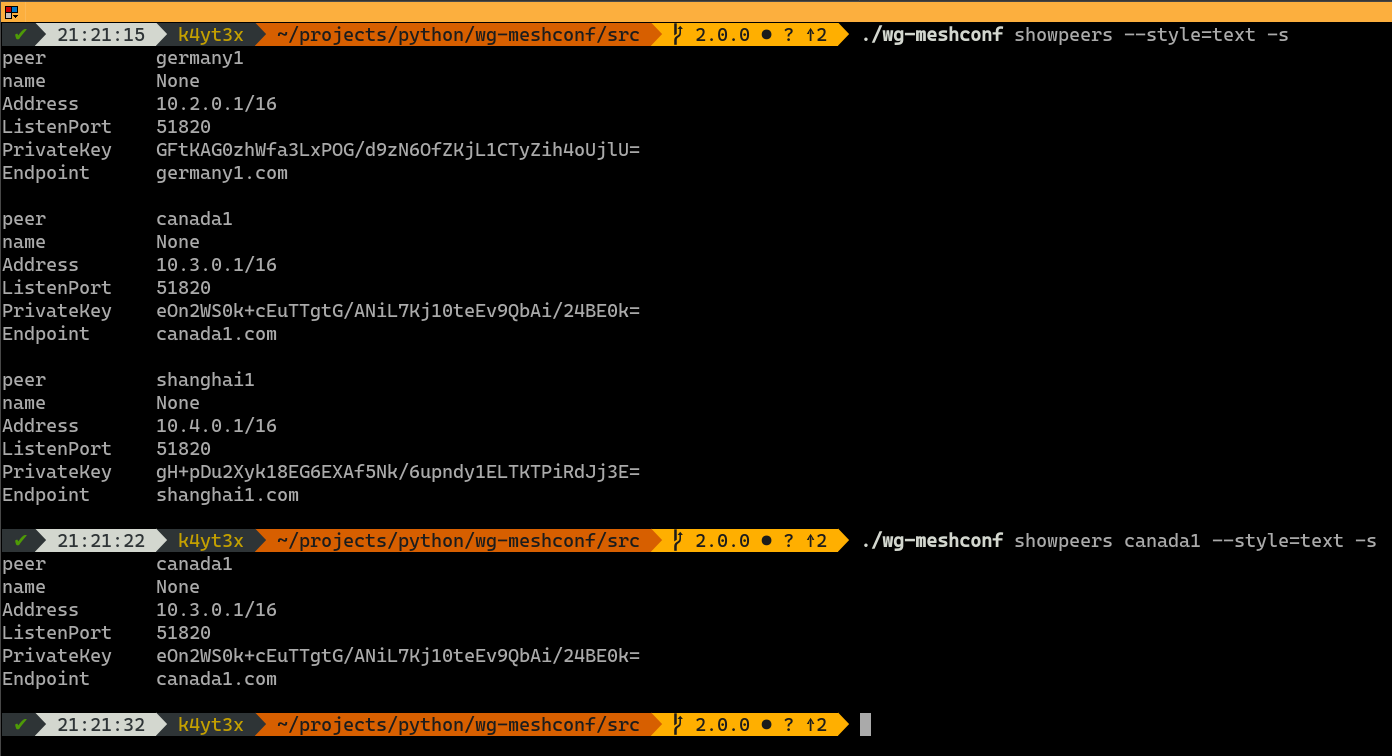 ✔ 21:21:15 k4yt3x ~/projects/python/wg-meshconf/src 2.0.0 ● ? ↑2 ./wg-meshconf showpeers --style=text -s
peer germany1
name None
Address 10.2.0.1/16
ListenPort 51820
PrivateKey GFtKAG0zhWfa3LxPOG/d9zN6OfZKjL1CTyZih4oUjlU=
Endpoint germany1.com
peer canada1
name None
Address 10.3.0.1/16
ListenPort 51820
PrivateKey eOn2WS0k+cEuTTgtG/ANiL7Kj10teEv9QbAi/24BE0k=
Endpoint canada1.com
peer shanghai1
name None
Address 10.4.0.1/16
ListenPort 51820
PrivateKey gH+pDu2Xyk18EG6EXAf5Nk/6upndy1ELTKTPiRdJj3E=
Endpoint shanghai1.com
✔ 21:21:22 k4yt3x ~/projects/python/wg-meshconf/src 2.0.0 ● ? ↑2 ./wg-meshconf showpeers canada1 --style=text -s
peer canada1
name None
Address 10.3.0.1/16
ListenPort 51820
PrivateKey eOn2WS0k+cEuTTgtG/ANiL7Kj10teEv9QbAi/24BE0k=
Endpoint canada1.com
✔ 21:21:32 k4yt3x ~/projects/python/wg-meshconf/src 2.0.0 ● ? ↑2